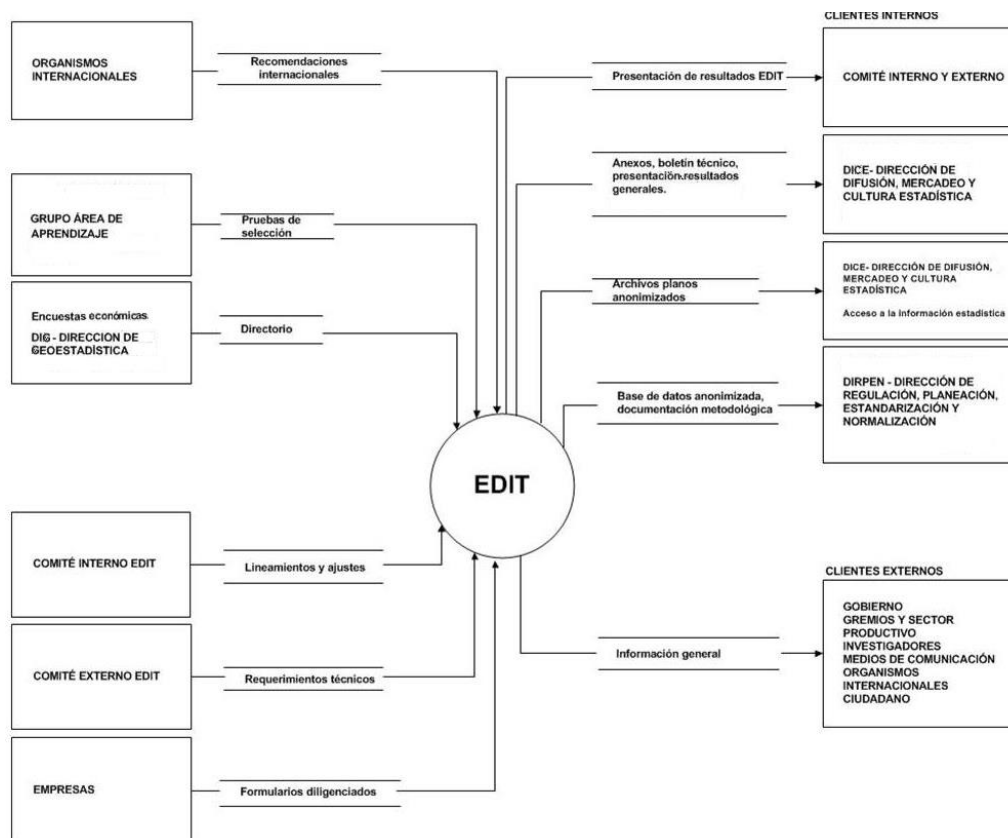 ORGANISMOS
INTERNACIONALES
Recomendaciones
internacionales
GRUPO ÁREA DE
APRENDIZAJE
Pruebas de
selección
Encuestas económicas
DIG - DIRECCION DE
GEOESTADÍSTICA
Directorio
EDIT
COMITÉ INTERNO EDIT
Lineamientos y ajustes
COMITÉ EXTERNO EDIT
Requerimientos técnicos
EMPRESAS
Formularios diligenciados
CLIENTES INTERNOS
Presentación de resultados EDIT
COMITÉ INTERNO Y EXTERNO
Anexos, boletín técnico,
presentación.resultados
generales.
DICE- DIRECCIÓN DE
DIFUSIÓN, MERCADEO Y
CULTURA ESTADÍSTICA
Archivos planos
anonimizados
DICE- DIRECCIÓN DE DIFUSIÓN,
MERCADEO Y CULTURA
ESTADÍSTICA
Acceso a la información estadística
Base de datos anonimizada,
documentación metodológica
DIRPEN - DIRECCIÓN DE
REGULACIÓN, PLANEACIÓN,
ESTANDARIZACIÓN Y
NORMALIZACIÓN
CLIENTES EXTERNOS
Información general
GOBIERNO
GREMIOS Y SECTOR
PRODUCTIVO
INVESTIGADORES
MEDIOS DE COMUNICACIÓN
ORGANISMOS
INTERNACIONALES
CIUDADANO